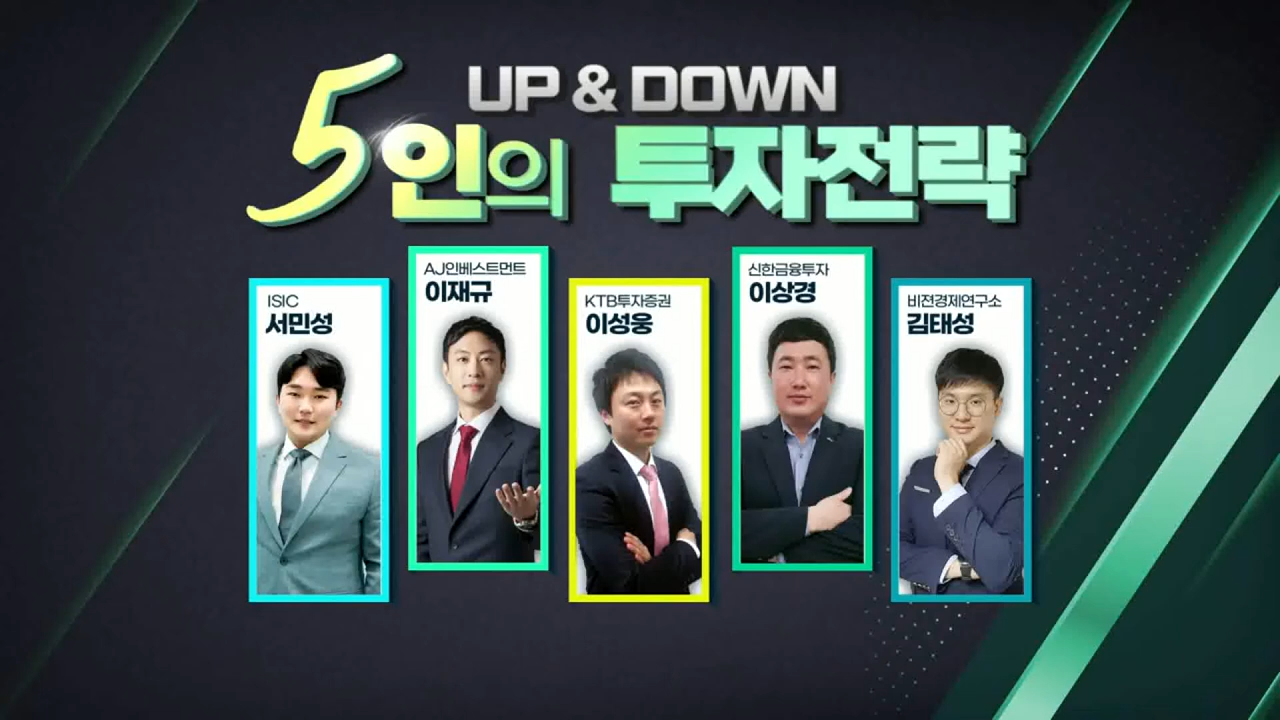 UP & DOWN
5인의 투자전략
ISIC
서민성
AJ인베스트먼트
이재규
KTB투자증권
이성웅
신한금융투자
이상경
비젼경제연구소
김태성